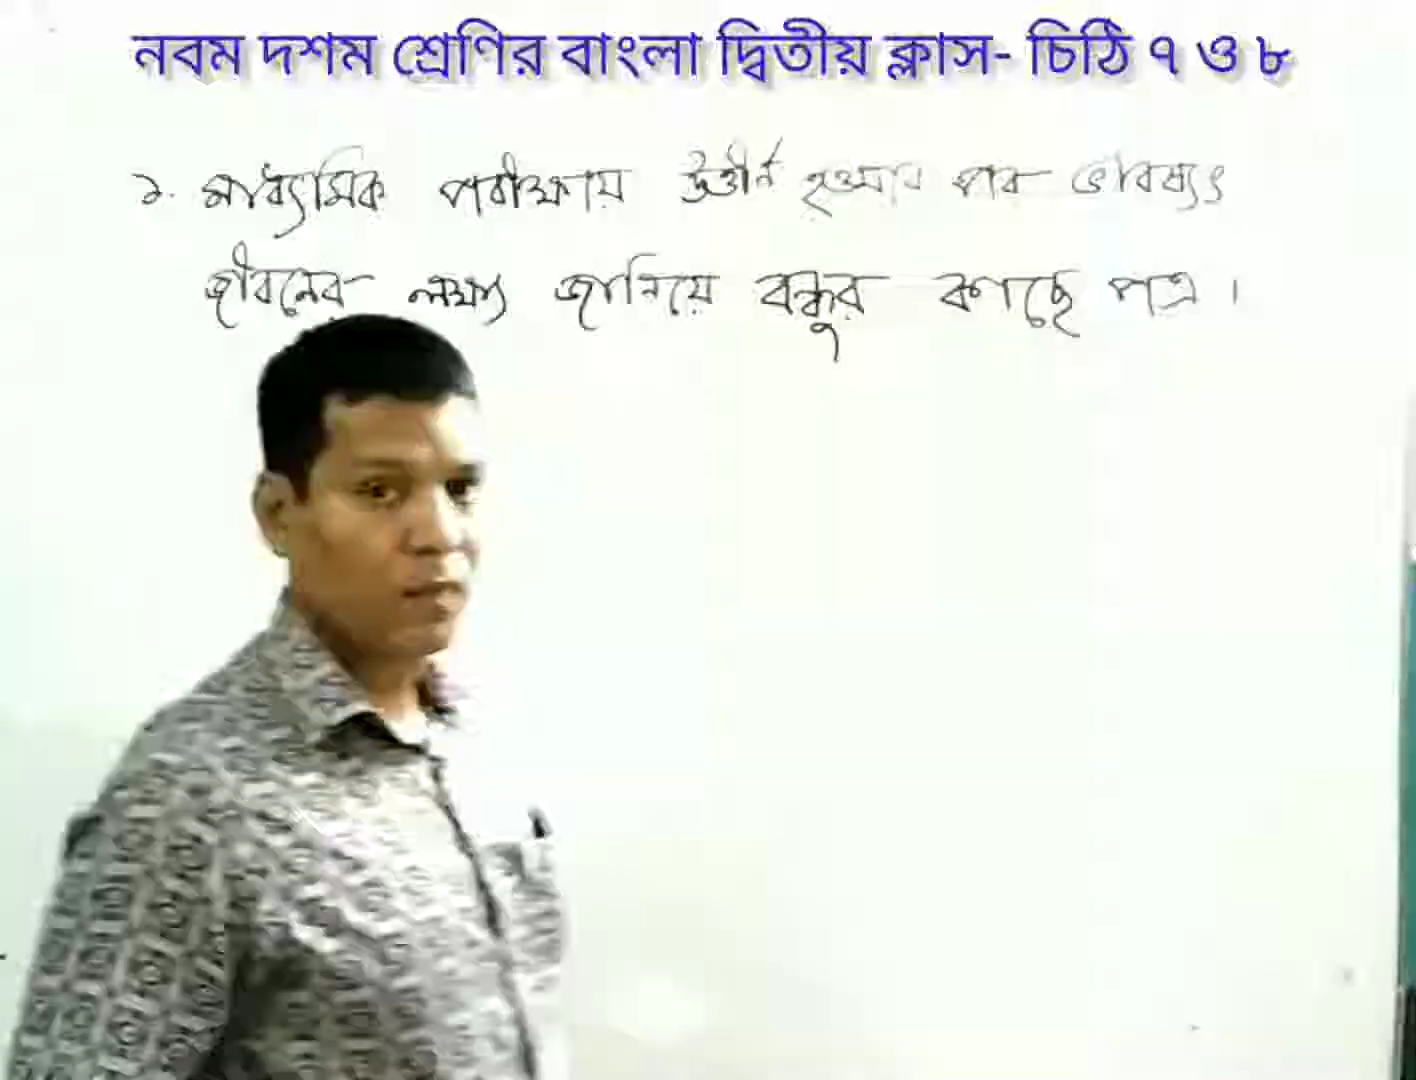 নবম দশম শ্রেণির বাংলা দ্বিতীয় ক্লাস- চিঠি ৭ ও ৮
১. মাধ্যমিক পরীক্ষায় উত্তীর্ন হওয়ার পর ভবিষ্যৎ
জীবনের লক্ষ্য জানিয়ে বন্ধুর কাছে পত্র ।